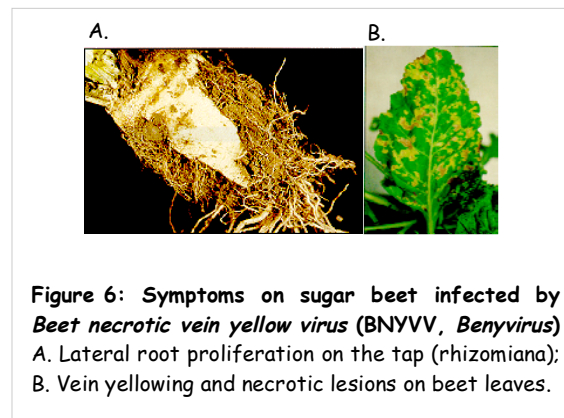 A. B.
Figure 6: Symptoms on sugar beet infected by
Beet necrotic vein yellow virus (BNYVV, Benyvirus)
A. Lateral root proliferation on the tap (rhizomiana);
B. Vein yellowing and necrotic lesions on beet leaves.